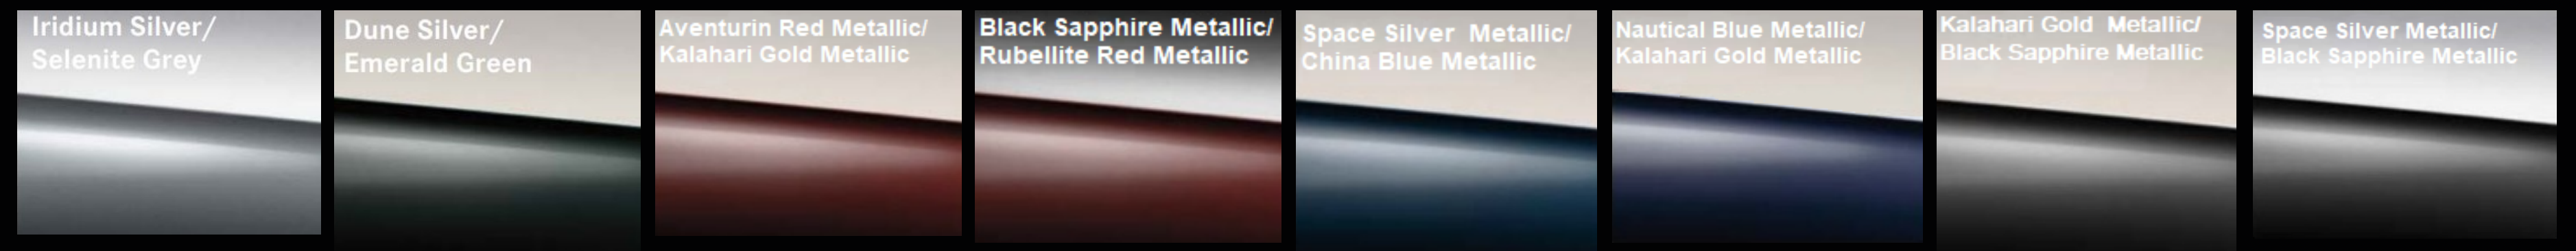 Iridium Silver/
Selenite Grey
Dune Silver/
Emerald Green
Aventurin Red Metallic/
Kalahari Gold Metallic
Black Sapphire Metallic/
Rubellite Red Metallic
Space Silver Metallic/
China Blue Metallic
Nautical Blue Metallic/
Kalahari Gold Metallic
Kalahari Gold Metallic/
Black Sapphire Metallic
Space Silver Metallic/
Black Sapphire Metallic